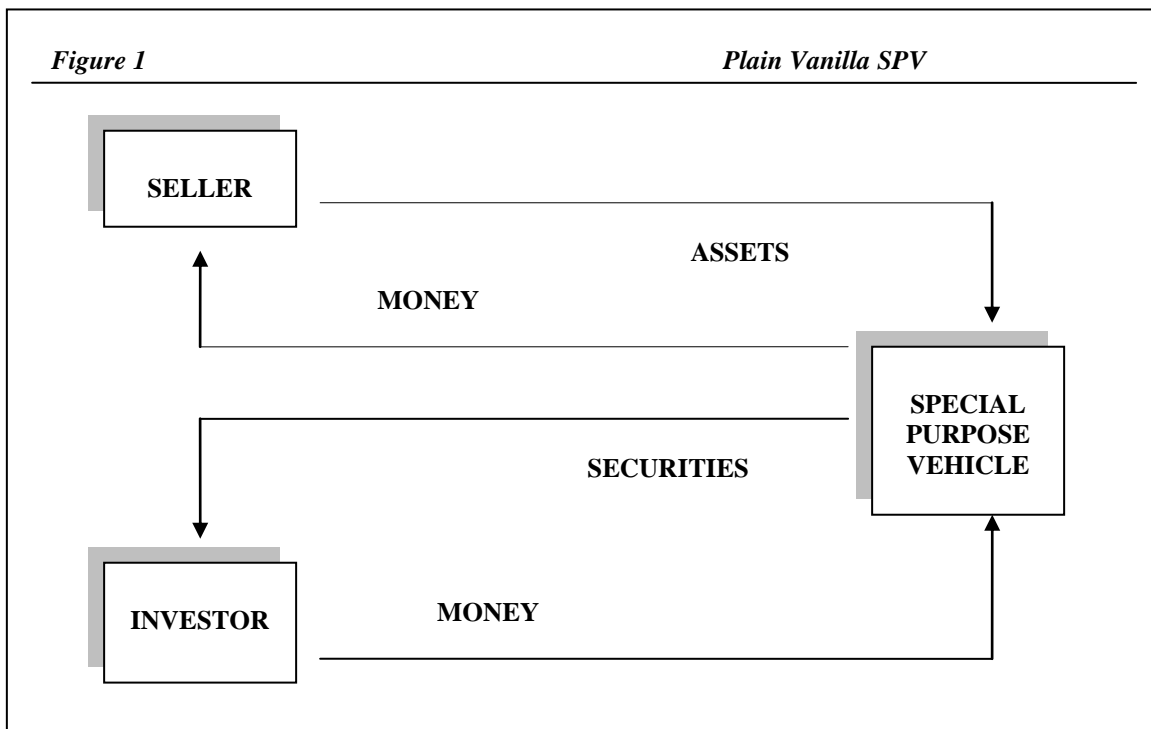 Figure 1 Plain Vanilla SPV
SELLER
ASSETS
MONEY
SPECIAL
PURPOSE
VEHICLE
SECURITIES
INVESTOR
MONEY